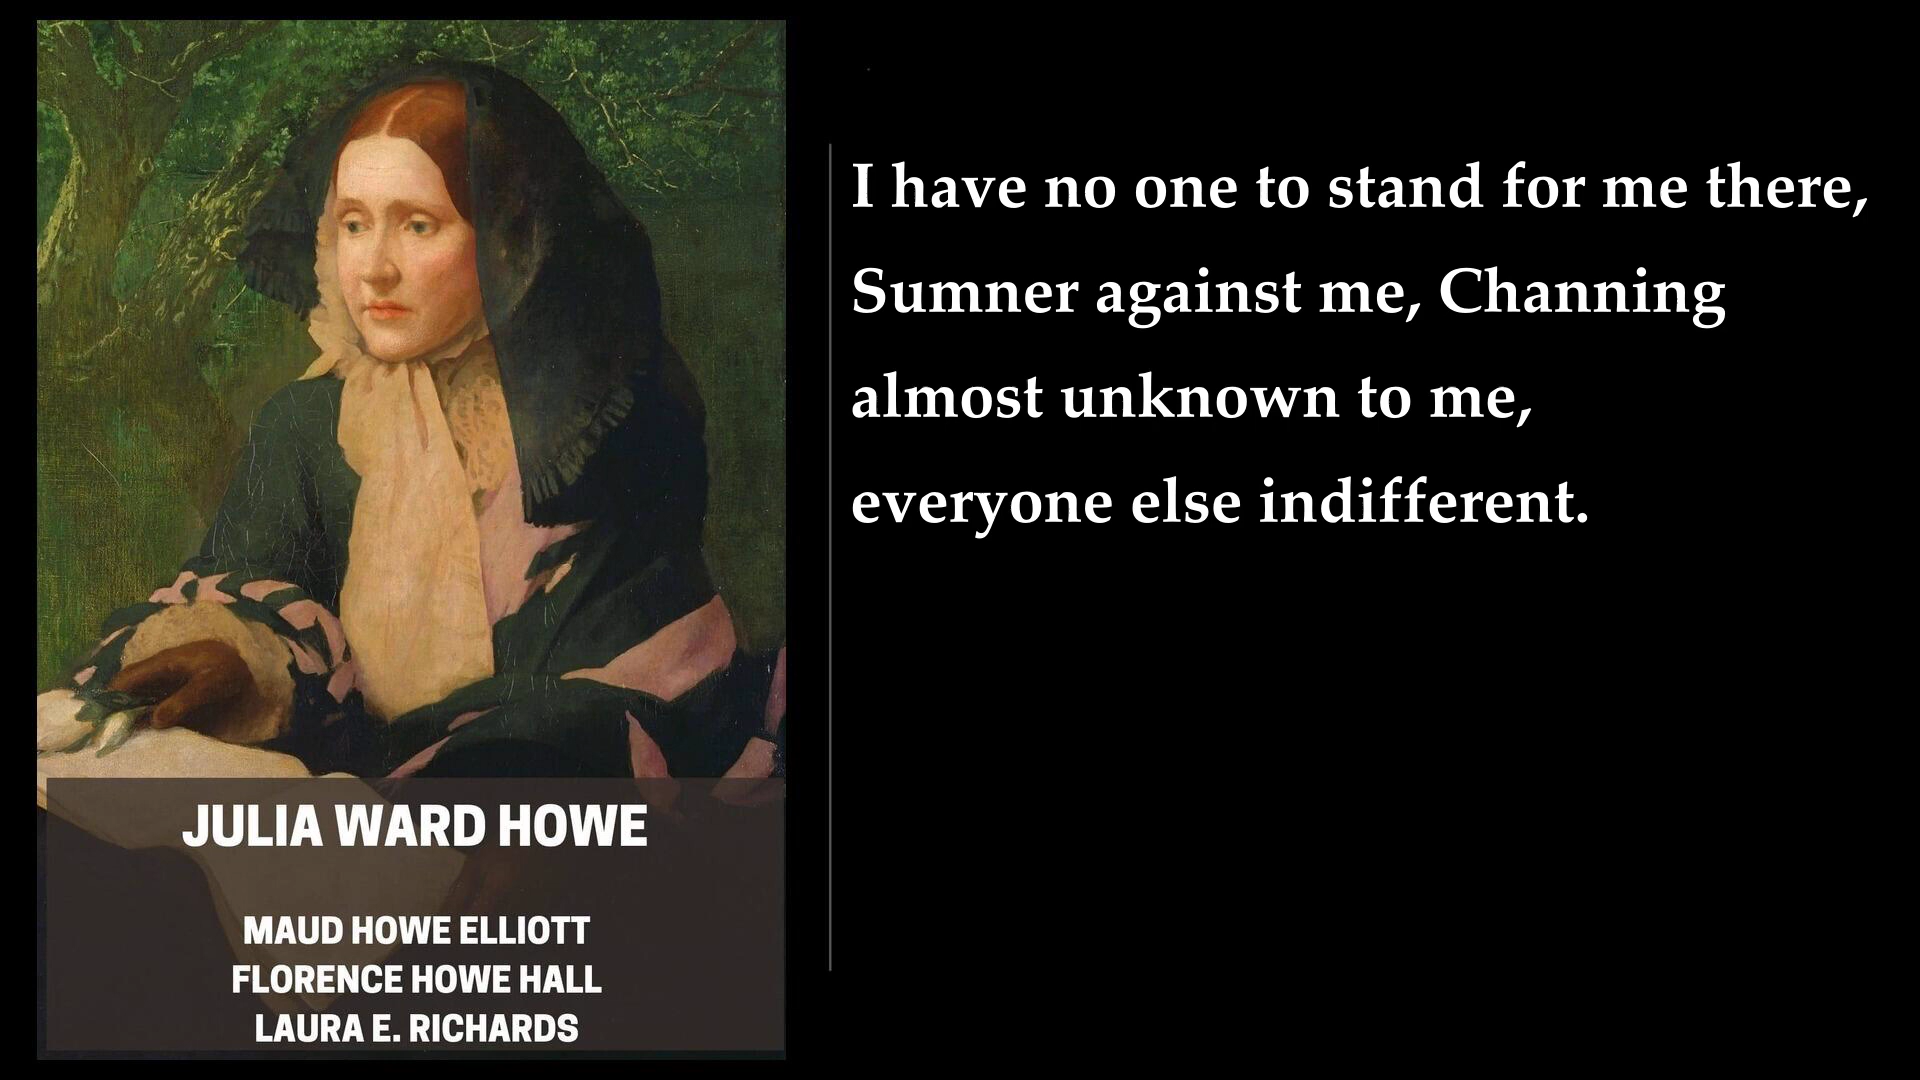 I have no one to stand for me there,
Sumner against me, Channing
almost unknown to me,
everyone else indifferent.
JULIA WARD HOWE
MAUD HOWE ELLIOTT
FLORENCE HOWE HALL
LAURA E. RICHARDS